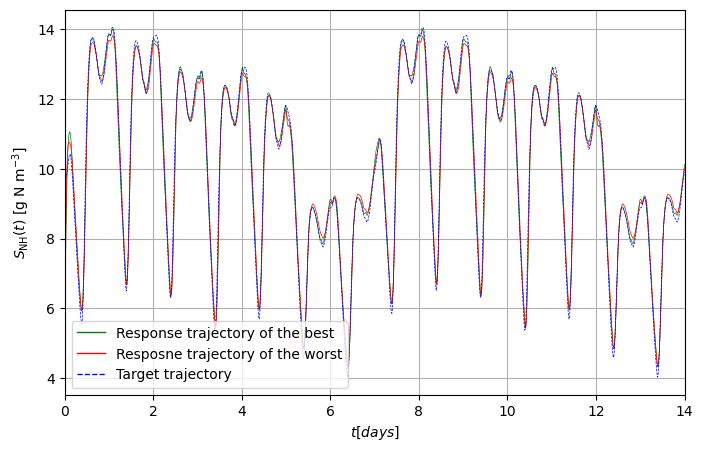 14
12
10
8
6
4
S_NH(t) [g N m^−3]
Response trajectory of the best
Resposne trajectory of the worst
Target trajectory
0 2 4 6 8 10 12 14
t[days]